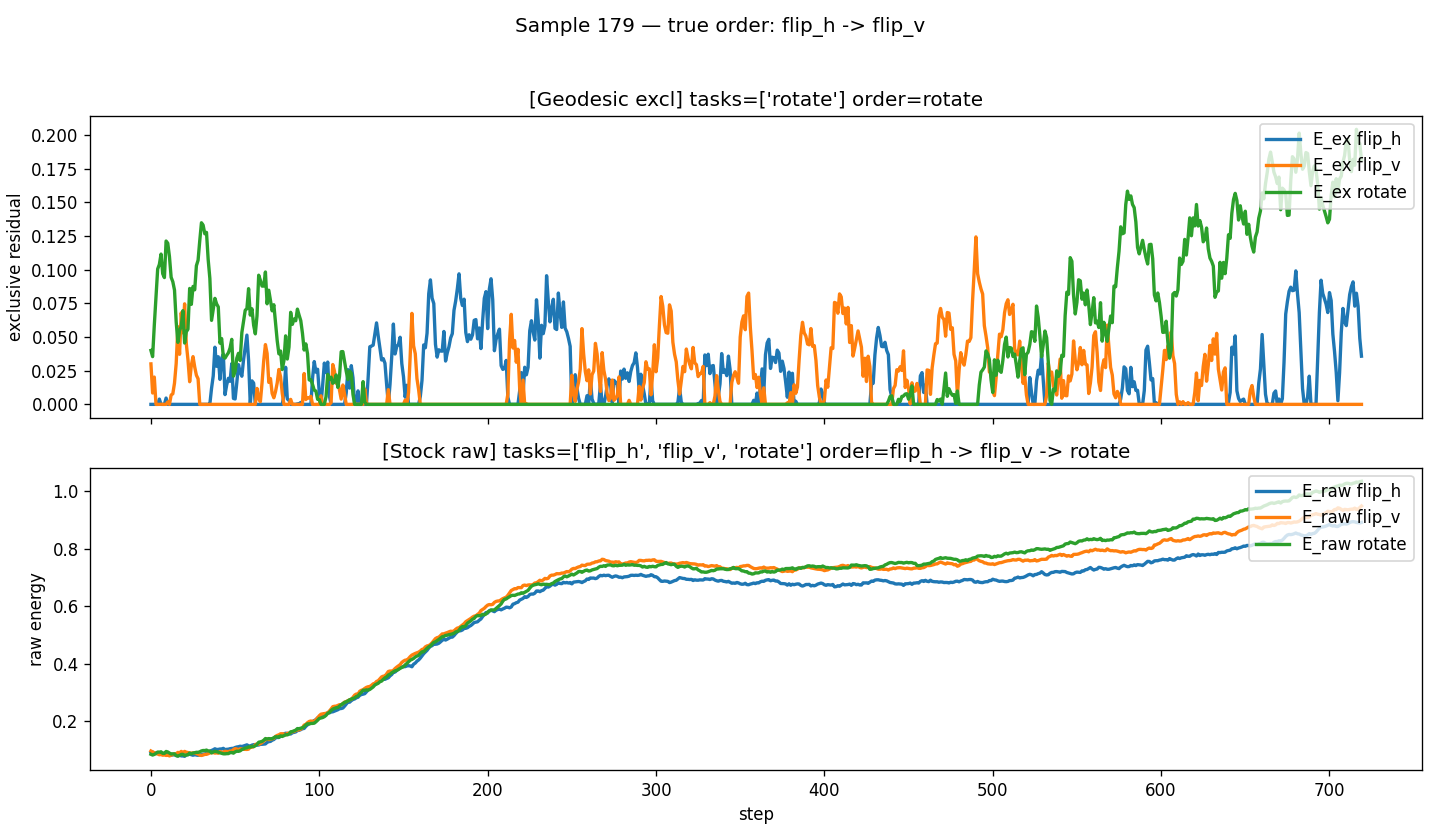 Sample 179 — true order: flip_h -> flip_v
[Geodesic excl] tasks=['rotate'] order=rotate
exclusive residual
0.200
0.175
0.150
0.125
0.100
0.075
0.050
0.025
0.000
E_ex flip_h
E_ex flip_v
E_ex rotate
[Stock raw] tasks=['flip_h', 'flip_v', 'rotate'] order=flip_h -> flip_v -> rotate
raw energy
1.0
0.8
0.6
0.4
0.2
E_raw flip_h
E_raw flip_v
E_raw rotate
0 100 200 300 400 500 600 700
step